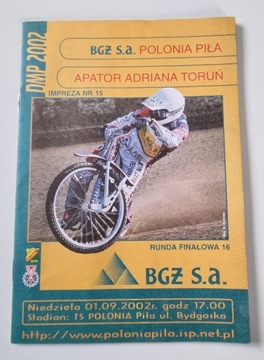 DMP 2002
BGŻ S.a. POLONIA PIŁA
APATOR ADRIANA TORUŃ
IMPREZA NR 15
RUNDA FINAŁOWA 16
BGŻ S.a.
Niedziela 01.09.2002r, godz 17.00
Stadion: TS POLONIA Piła ul. Bydgoska
http://www.poloniapila.isp.net.pl